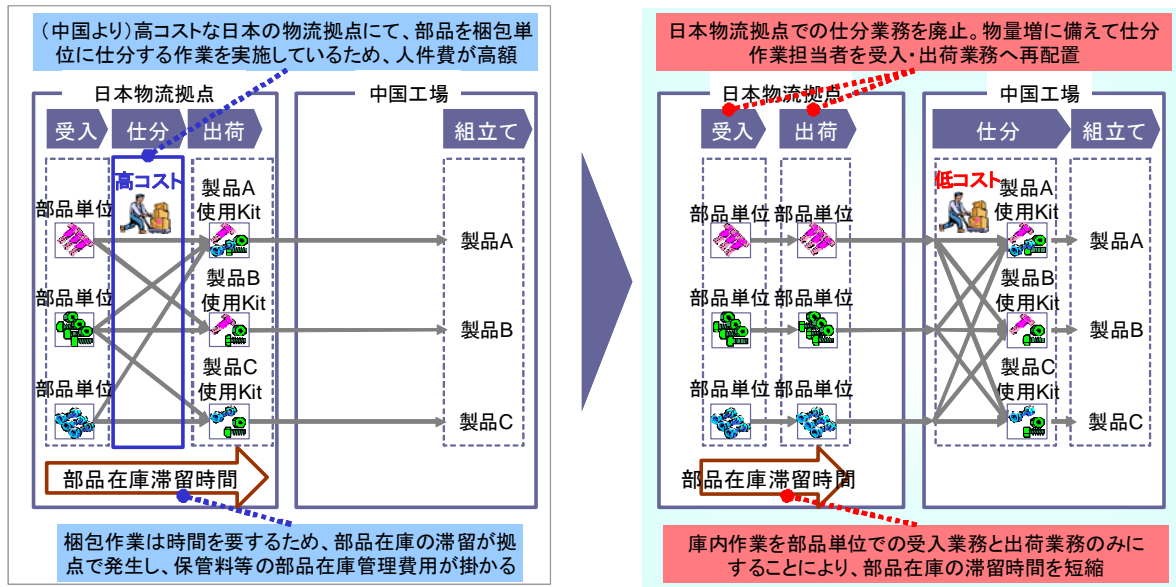 （中国より）高コストな日本の物流拠点にて、部品を梱包単
位に仕分する作業を実施しているため、人件費が高額
日本物流拠点
中国工場
受入
仕分
出荷
組立て
高コスト
部品単位
製品A
使用Kit
製品A
部品単位
製品B
使用Kit
製品B
部品単位
製品C
使用Kit
製品C
部品在庫滞留時間
梱包作業は時間を要するため、部品在庫の滞留が拠
点で発生し、保管料等の部品在庫管理費用が掛かる
日本物流拠点での仕分業務を廃止。物量増に備えて仕分
作業担当者を受入・出荷業務へ再配置
日本物流拠点
中国工場
受入
出荷
仕分
組立て
低コスト
部品単位
部品単位
製品A
使用Kit
製品A
部品単位
部品単位
製品B
使用Kit
製品B
部品単位
部品単位
製品C
使用Kit
製品C
部品在庫滞留時間
庫内作業を部品単位での受入業務と出荷業務のみに
することにより、部品在庫の滞留時間を短縮